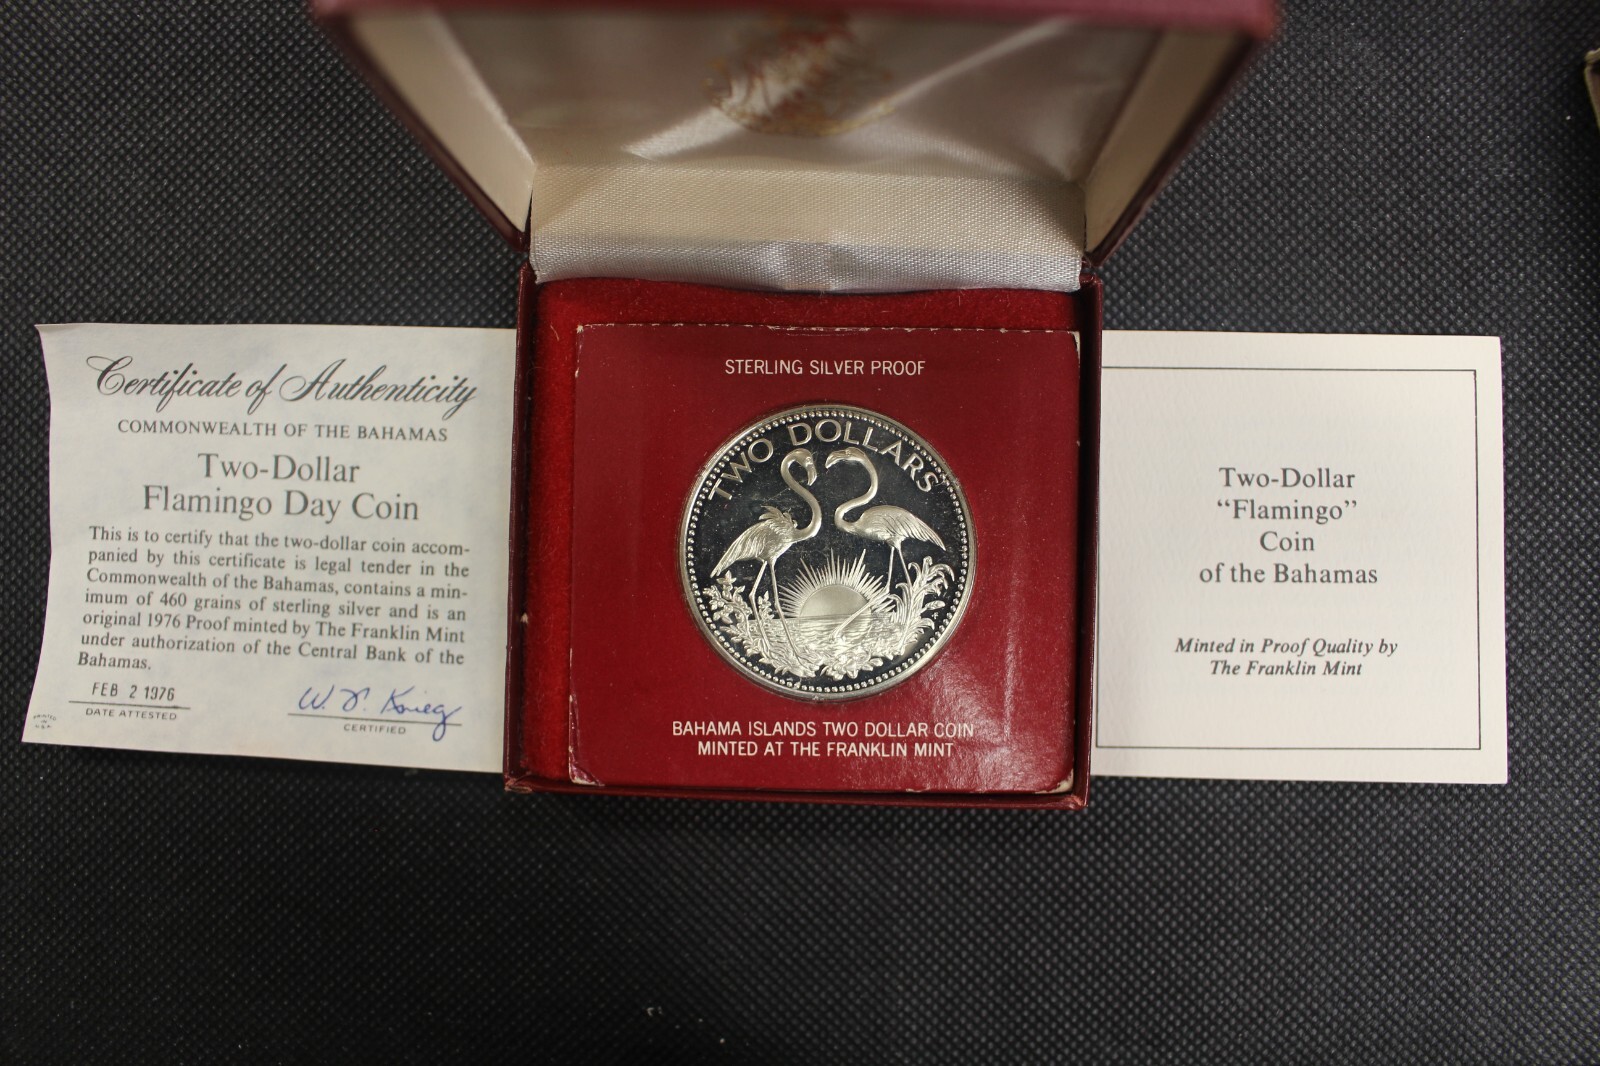 Certificate of Authenticity
COMMONWEALTH OF THE BAHAMAS
Two-Dollar
Flamingo Day Coin
This is to certify that the two-dollar coin accom-
panied by this certificate is legal tender in the
Commonwealth of the Bahamas, contains a min-
imum of 460 grains of sterling silver and is an
original 1976 Proof minted by The Franklin Mint
under authorization of the Central Bank of the
Bahamas.
FEB 2 1976
DATE ATTESTED
CERTIFIED
PRINTED
IN
U.S.A.
STERLING SILVER PROOF
TWO DOLLARS
BAHAMA ISLANDS TWO DOLLAR COIN
MINTED AT THE FRANKLIN MINT
Two-Dollar
“Flamingo”
Coin
of the Bahamas
Minted in Proof Quality by
The Franklin Mint